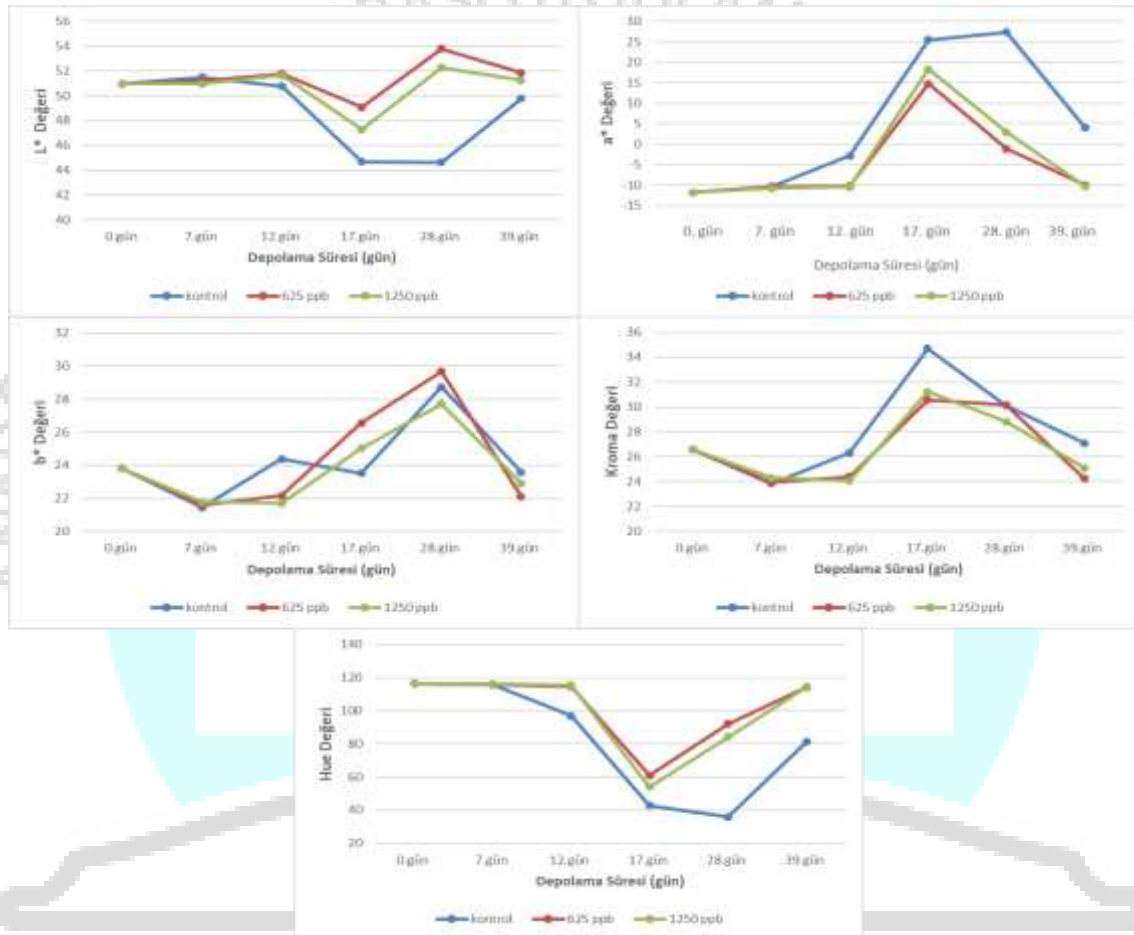 56
54
52
50
48
46
44
42
40
L* Değeri
0.gün 7.gün 12.gün 17.gün 28.gün 39.gün
Depolama Süresi (gün)
kontrol 625 ppb 1250 ppb
30
25
20
15
10
5
0
-5
-10
-15
a* Değeri
0. gün 7. gün 12. gün 17. gün 28. gün 39. gün
Depolama Süresi (gün)
kontrol 625 ppb 1250 ppb
32
30
28
26
24
22
20
b* Değeri
0.gün 7.gün 12.gün 17.gün 28.gün 39.gün
Depolama Süresi (gün)
kontrol 625 ppb 1250 ppb
36
34
32
30
28
26
24
22
20
Kroma Değeri
0.gün 7.gün 12.gün 17.gün 28.gün 39.gün
Depolama Süresi (gün)
kontrol 625 ppb 1250 ppb
140
120
100
80
60
40
20
Hue Değeri
0.gün 7.gün 12.gün 17.gün 28.gün 39.gün
Depolama Süresi (gün)
kontrol 625 ppb 1250 ppb